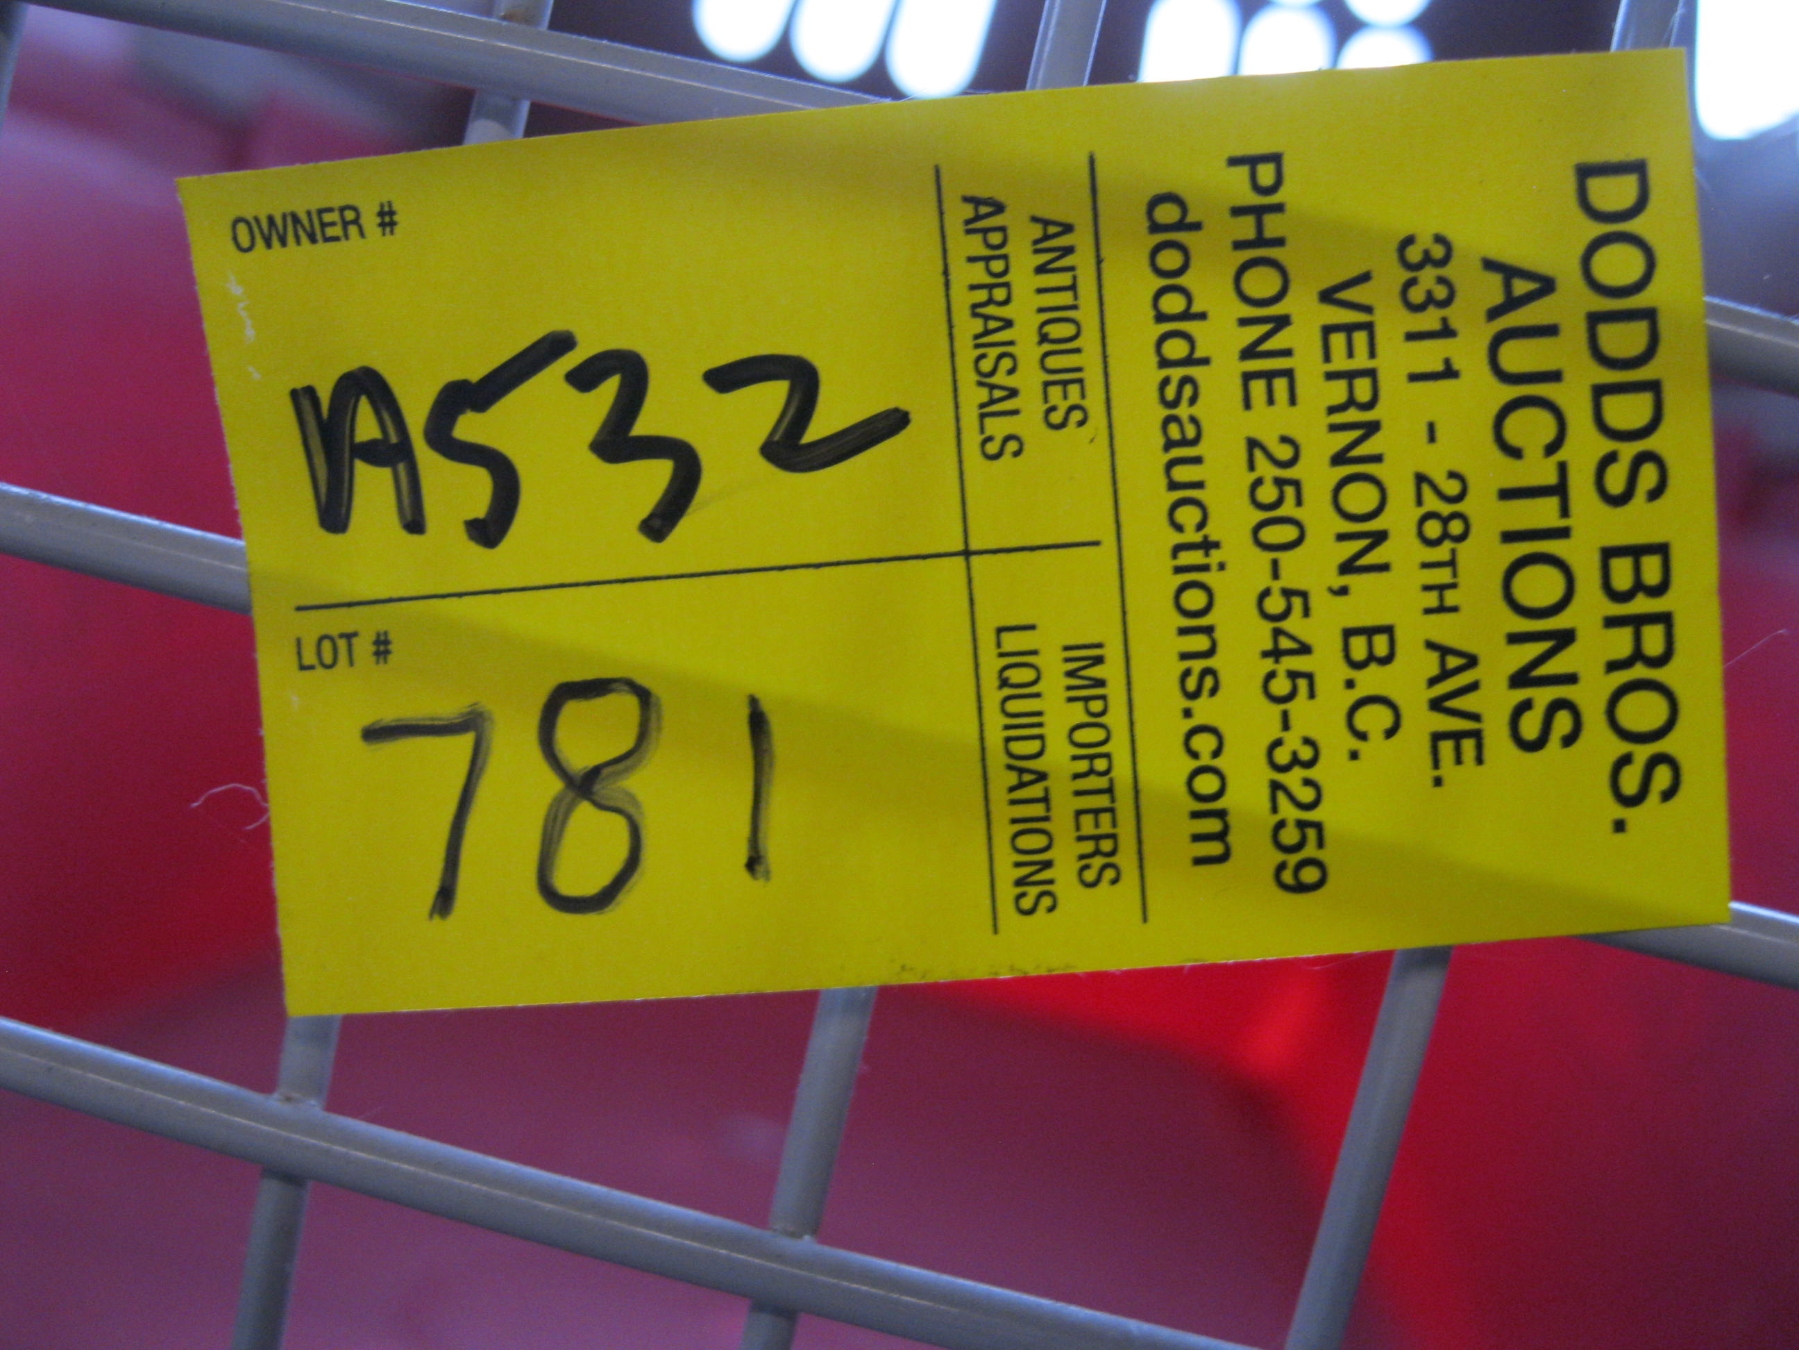 DODDS BROS.
AUCTIONS
3311 - 28TH AVE.
VERNON, B.C.
PHONE 250-545-3259
doddsauctions.com
ANTIQUES
APPRAISALS
IMPORTERS
LIQUIDATIONS
OWNER #
A532
LOT #
781